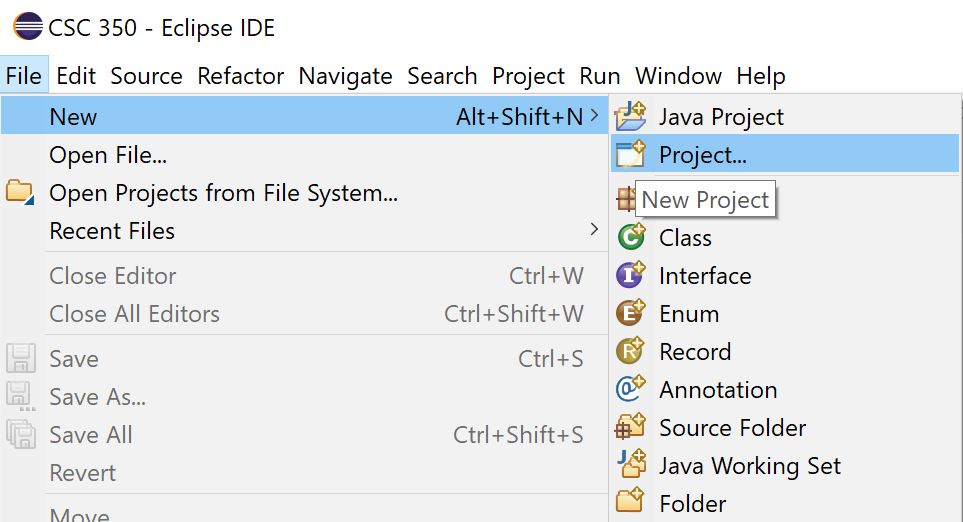 CSC 350 - Eclipse IDE
File Edit Source Refactor Navigate Search Project Run Window Help
New Alt+Shift+N >
Open File...
Open Projects from File System...
Recent Files >
Close Editor Ctrl+W
Close All Editors Ctrl+Shift+W
Save Ctrl+S
Save As...
Save All Ctrl+Shift+S
Revert
Move
Java Project
Project...
New Project
Class
Interface
Enum
Record
Annotation
Source Folder
Java Working Set
Folder